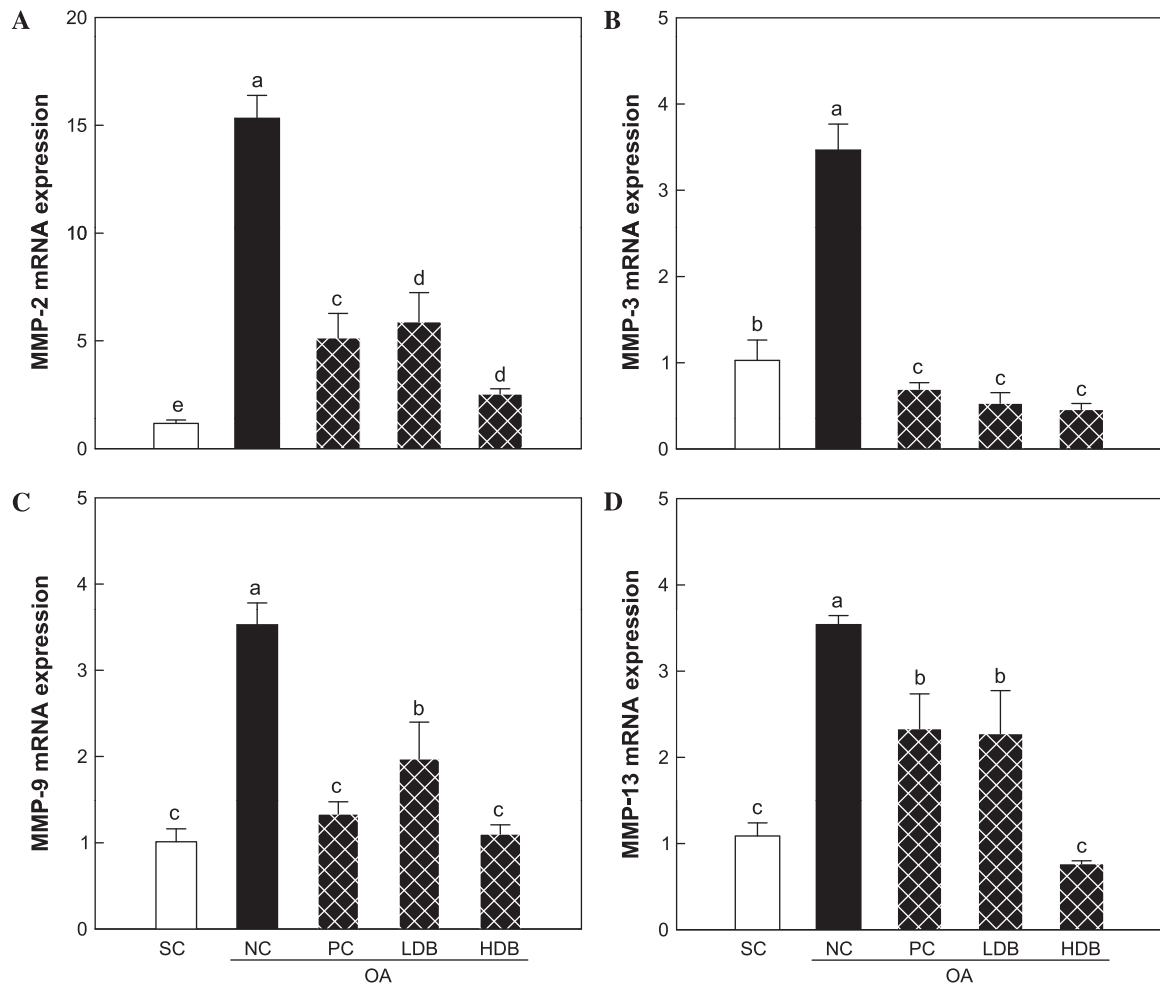 A
MMP-2 mRNA expression
20
15
10
5
0
e
a
c
d
d
B
MMP-3 mRNA expression
5
4
3
2
1
0
b
a
c
c
c
C
MMP-9 mRNA expression
5
4
3
2
1
0
c
a
c
b
c
SC NC PC LDB HDB
OA
D
MMP-13 mRNA expression
5
4
3
2
1
0
c
a
b
b
c
SC NC PC LDB HDB
OA